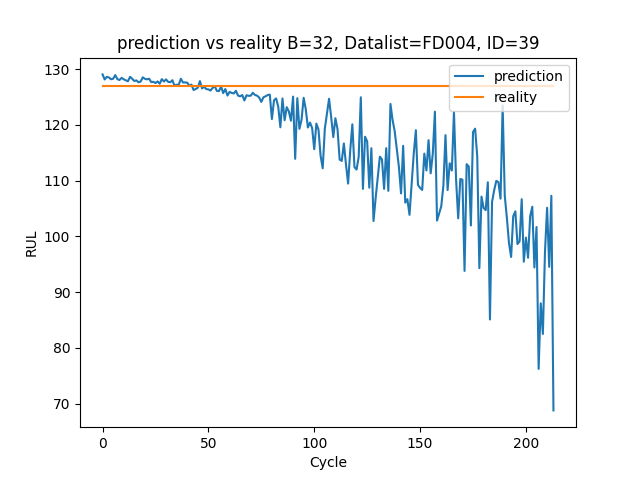 prediction vs reality B=32, Datalist=FD004, ID=39
prediction
reality
130
120
110
100
90
80
70
RUL
0
50
100
150
200
Cycle